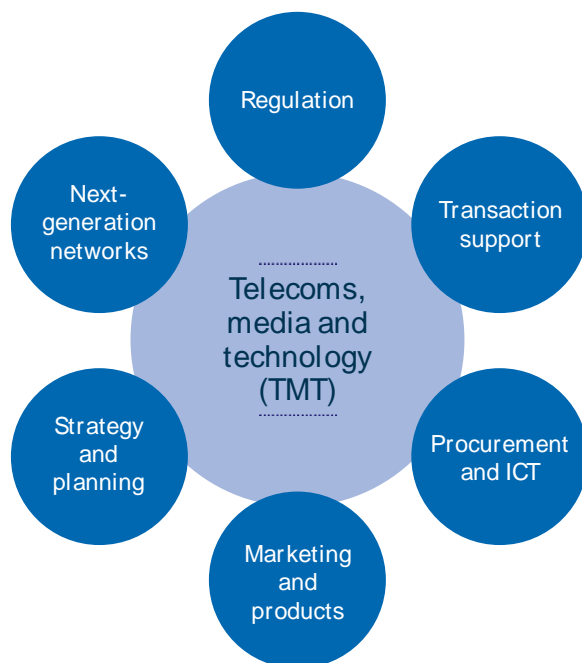 Regulation
Next-
generation
networks
Transaction
support
Telecoms,
media and
technology
(TMT)
Strategy
and
planning
Procurement
and ICT
Marketing
and
products